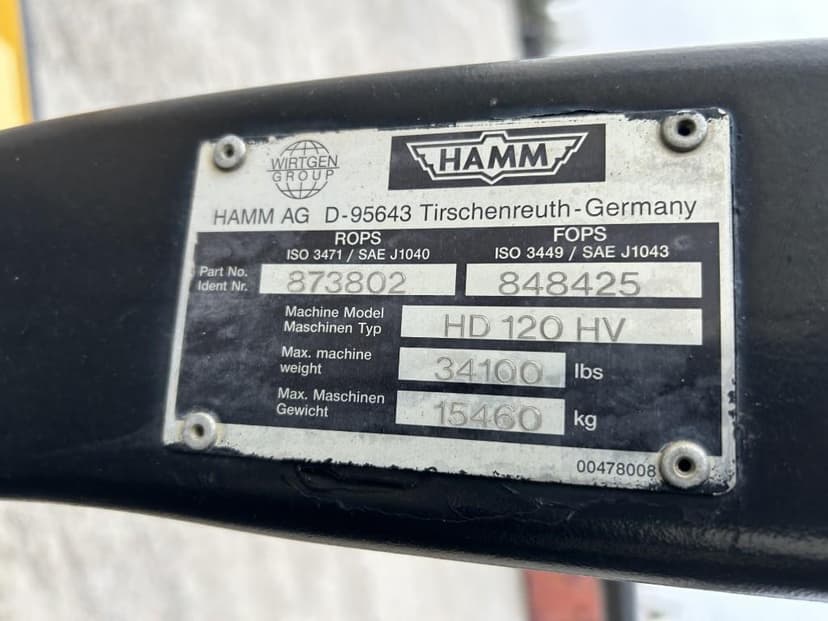 WIRTGEN
GROUP
HAMM
HAMM AG D-95643 Tirschenreuth-Germany
ROPS FOPS
ISO 3471 / SAE J1040 ISO 3449 / SAE J1043
Part No.
Ident Nr. 873802 848425
Machine Model
Maschinen Typ HD 120 HV
Max. machine
weight 34100 lbs
Max. Maschinen
Gewicht 15460 kg
00478008